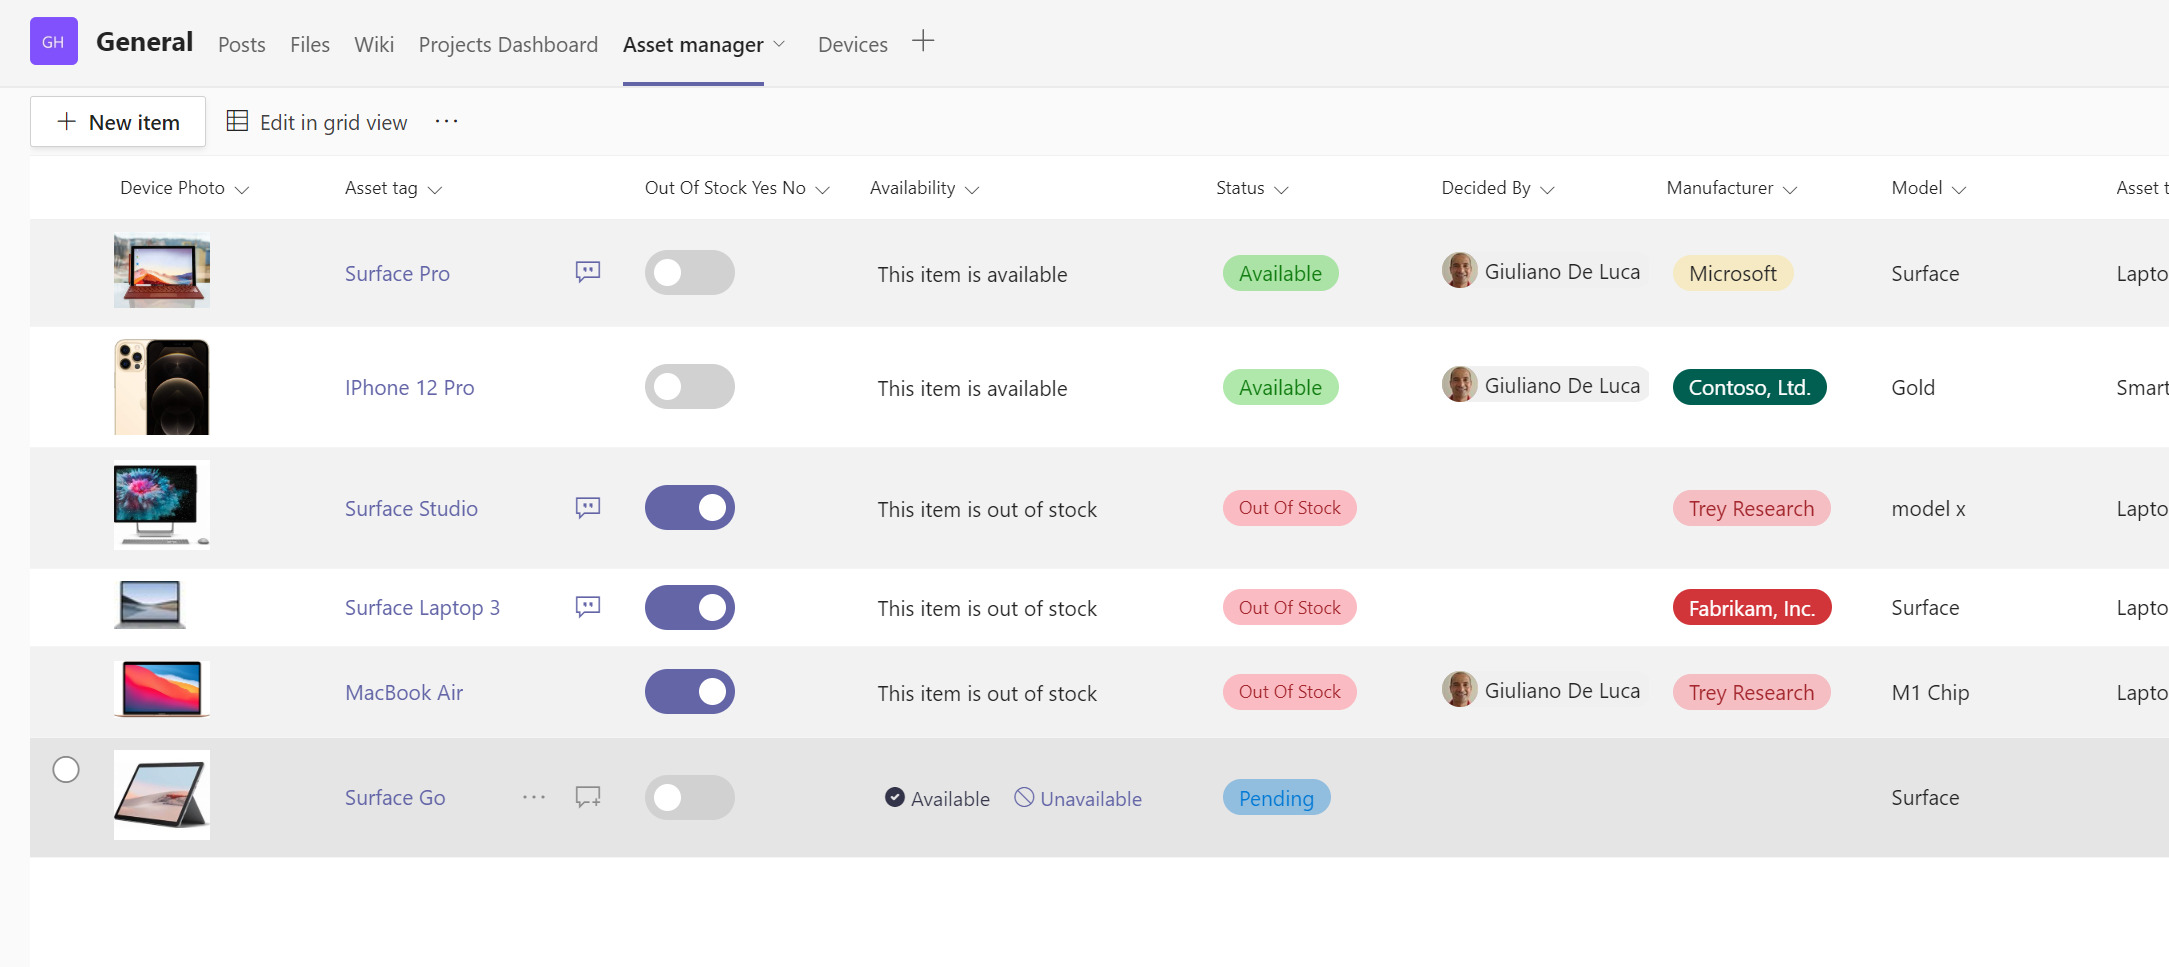 GH General Posts Files Wiki Projects Dashboard Asset manager Devices
New item Edit in grid view ...
Device Photo Asset tag Out Of Stock Yes No Availability Status Decided By Manufacturer Model Asset t
Surface Pro This item is available Available Giuliano De Luca Microsoft Surface Lapto
IPhone 12 Pro This item is available Available Giuliano De Luca Contoso, Ltd. Gold Smart
Surface Studio This item is out of stock Out Of Stock Trey Research model x Lapto
Surface Laptop 3 This item is out of stock Out Of Stock Fabrikam, Inc. Surface Lapto
MacBook Air This item is out of stock Out Of Stock Giuliano De Luca Trey Research M1 Chip Lapto
Surface Go ... Available Unavailable Pending Surface